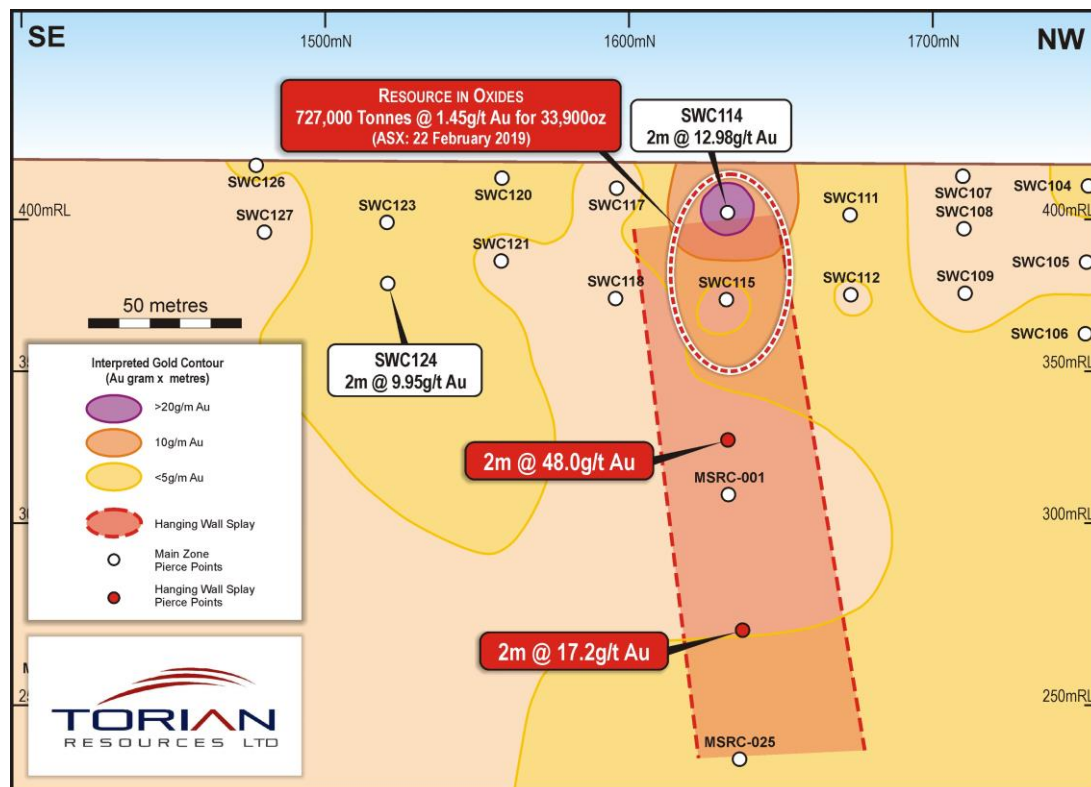 SE
1500mN
1600mN
1700mN
NW
RESOURCE IN OXIDES
727,000 Tonnes @ 1.45g/t Au for 33,900oz
(ASX: 22 February 2019)
SWC114
2m @ 12.98g/t Au
SWC126
SWC127
SWC123
SWC120
SWC121
SWC117
SWC118
SWC115
SWC111
SWC112
SWC107
SWC108
SWC109
SWC104
SWC105
SWC106
400mRL
400mRL
50 metres
SWC124
2m @ 9.95g/t Au
350mRL
Interpreted Gold Contour
(Au gram x metres)
>20g/m Au
10g/m Au
<5g/m Au
Hanging Wall Splay
Main Zone
Pierce Points
Hanging Wall Splay
Pierce Points
2m @ 48.0g/t Au
MSRC-001
300mRL
2m @ 17.2g/t Au
250mRL
MSRC-025
TORIAN
RESOURCES LTD